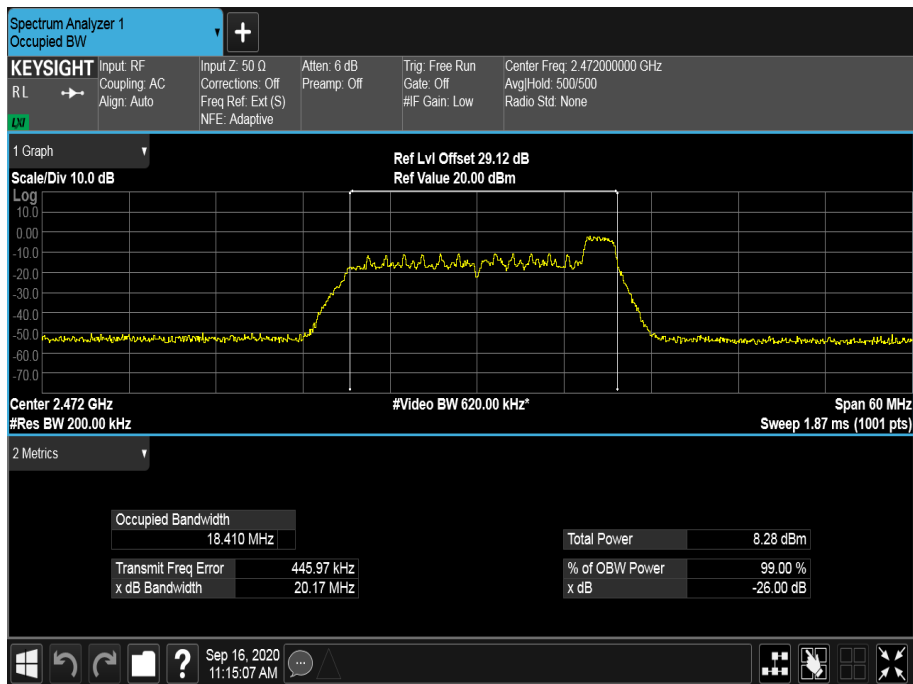 Spectrum Analyzer 1
Occupied BW
+
KEYSIGHT
RL
LXI
Input: RF
Coupling: AC
Align: Auto
Input Z: 50 Ω
Corrections: Off
Freq Ref: Ext (S)
NFE: Adaptive
Atten: 6 dB
Preamp: Off
Trig: Free Run
Gate: Off
#IF Gain: Low
Center Freq: 2.472000000 GHz
Avg|Hold: 500/500
Radio Std: None
1 Graph
Scale/Div 10.0 dB
Ref Lvl Offset 29.12 dB
Ref Value 20.00 dBm
Log
10.0
0.00
-10.0
-20.0
-30.0
-40.0
-50.0
-60.0
-70.0
Center 2.472 GHz
#Video BW 620.00 kHz*
Span 60 MHz
#Res BW 200.00 kHz
Sweep 1.87 ms (1001 pts)
2 Metrics
Occupied Bandwidth
18.410 MHz
Total Power 8.28 dBm
Transmit Freq Error 445.97 kHz
% of OBW Power 99.00 %
x dB Bandwidth 20.17 MHz
x dB -26.00 dB
?
Sep 16, 2020
11:15:07 AM